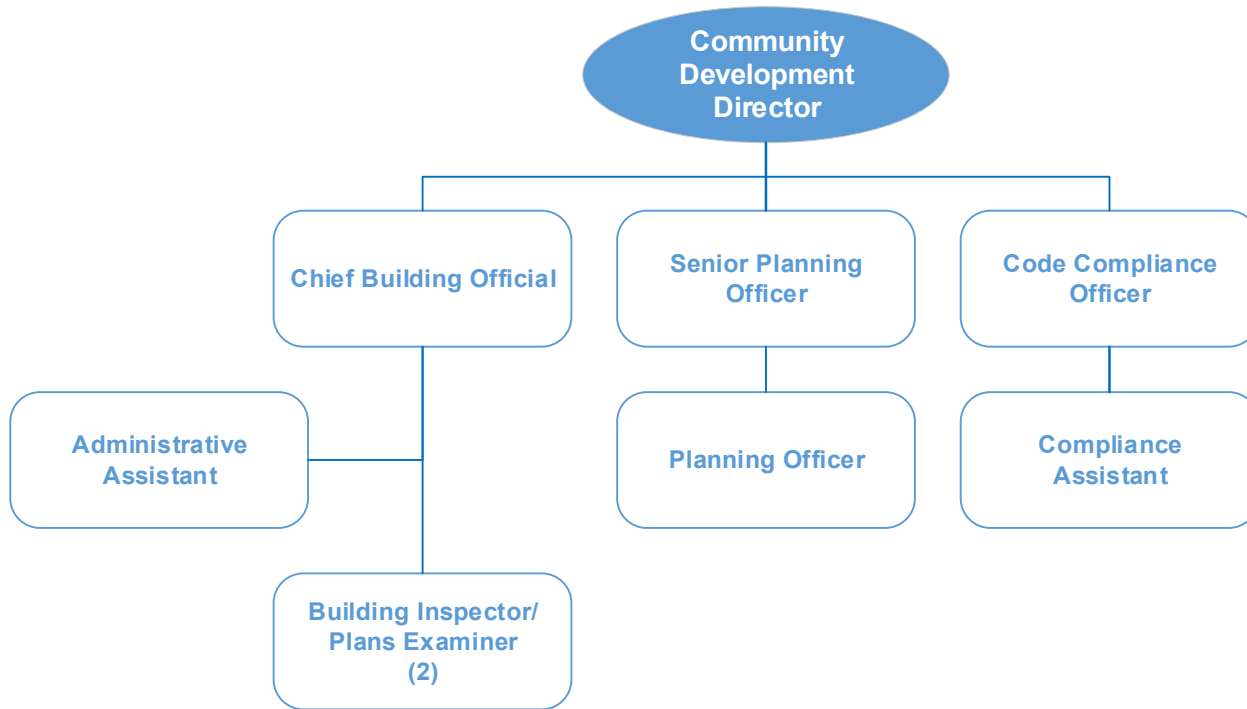 Community
Development
Director
Chief Building Official
Senior Planning
Officer
Code Compliance
Officer
Administrative
Assistant
Planning Officer
Compliance
Assistant
Building Inspector/
Plans Examiner
(2)